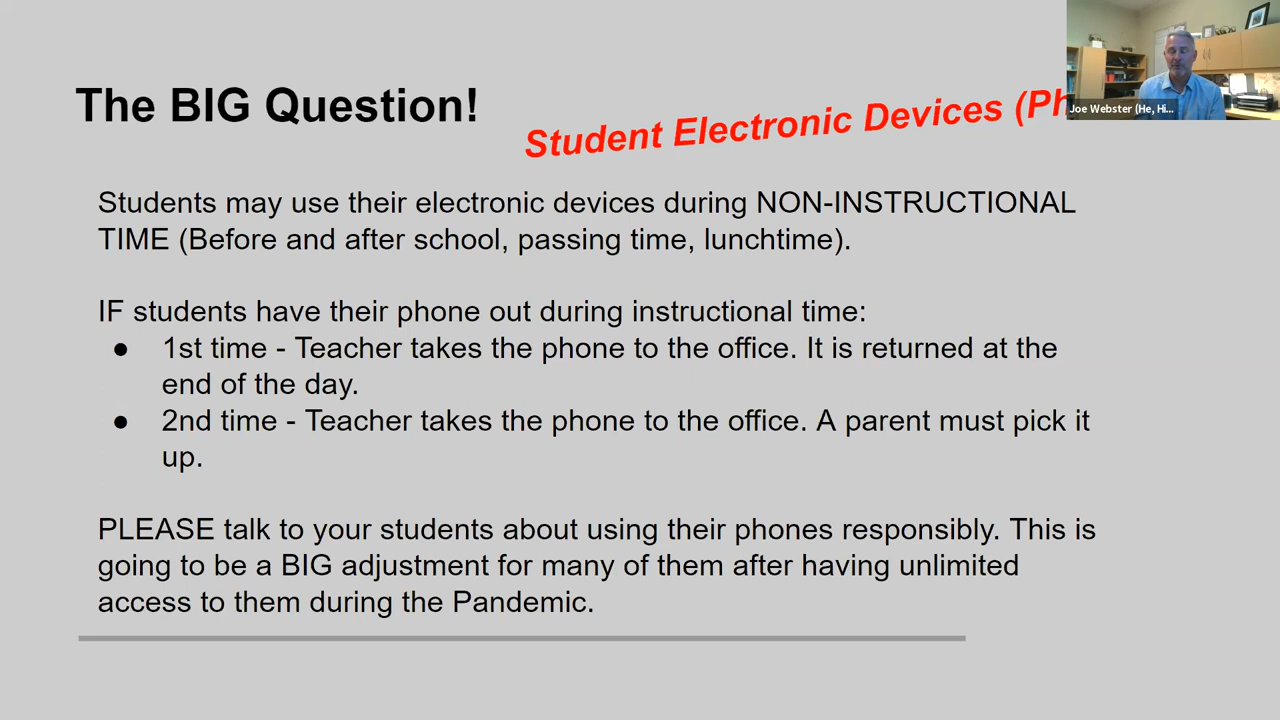 The BIG Question!
Student Electronic Devices (Ph
Joe Webster (He, Hi...
Students may use their electronic devices during NON-INSTRUCTIONAL
TIME (Before and after school, passing time, lunchtime).
IF students have their phone out during instructional time:
● 1st time - Teacher takes the phone to the office. It is returned at the
end of the day.
● 2nd time - Teacher takes the phone to the office. A parent must pick it
up.
PLEASE talk to your students about using their phones responsibly. This is
going to be a BIG adjustment for many of them after having unlimited
access to them during the Pandemic.